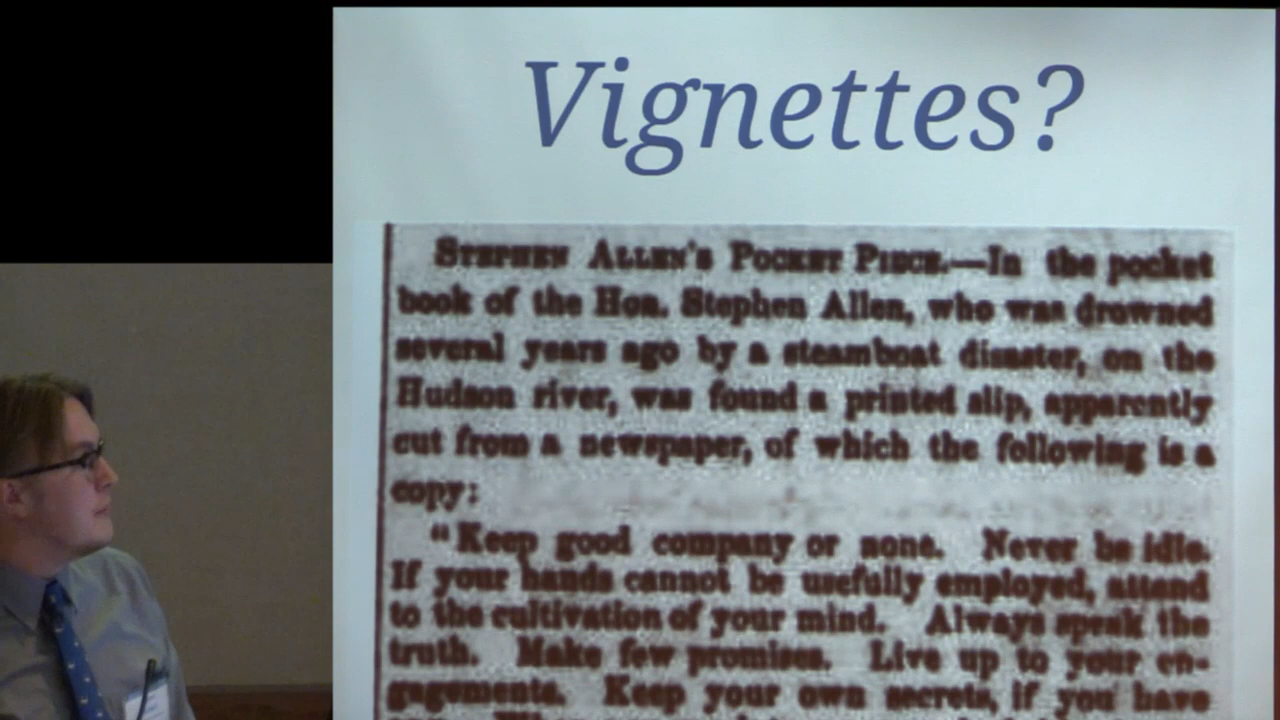 Vignettes?
STEPHEN ALLEN'S POCKET PIECE.—In the pocket
book of the Hon. Stephen Allen, who was drowned
several years ago by a steamboat disaster, on the
Hudson river, was found a printed slip, apparently
cut from a newspaper, of which the following is a
copy:
"Keep good company or none. Never be idle.
If your hands cannot be usefully employed, attend
to the cultivation of your mind. Always speak the
truth. Make few promises. Live up to your en-
gagements. Keep your own secrets, if you have